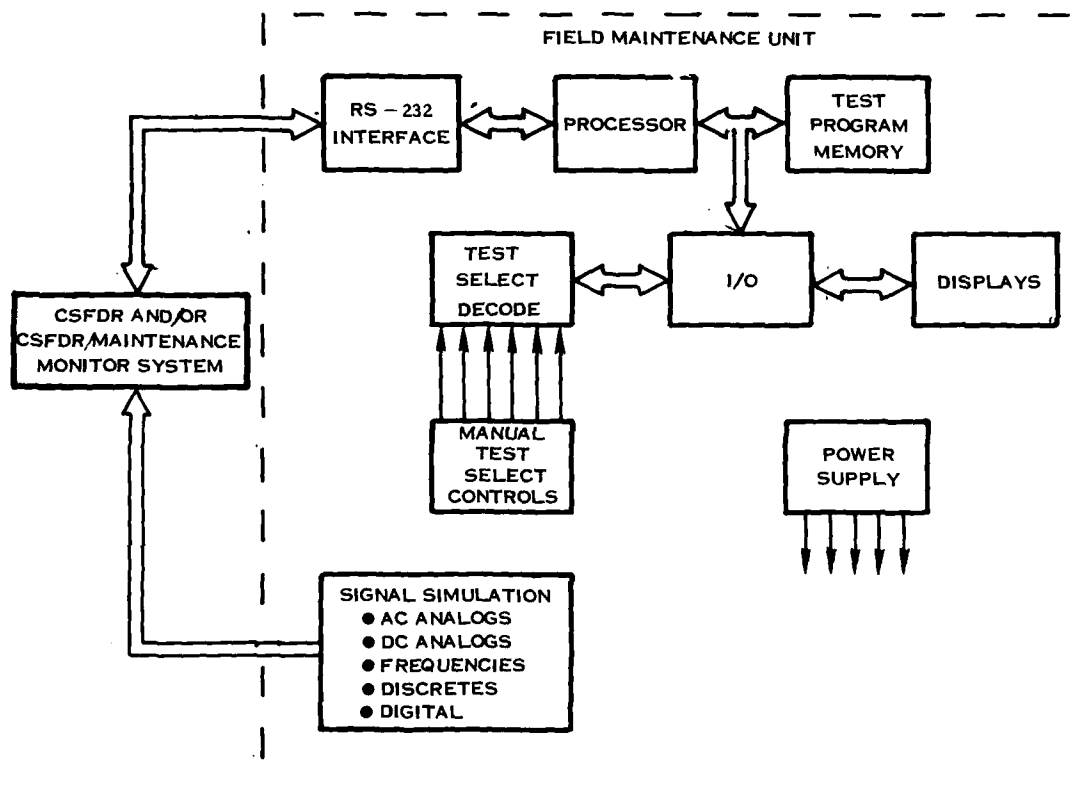 FIELD MAINTENANCE UNIT
RS-232
INTERFACE
PROCESSOR
TEST
PROGRAM
MEMORY
TEST
SELECT
DECODE
I/O
DISPLAYS
CSFDR AND/OR
CSFDR/MAINTENANCE
MONITOR SYSTEM
MANUAL
TEST
SELECT
CONTROLS
POWER
SUPPLY
SIGNAL SIMULATION
● AC ANALOGS
● DC ANALOGS
● FREQUENCIES
● DISCRETES
● DIGITAL